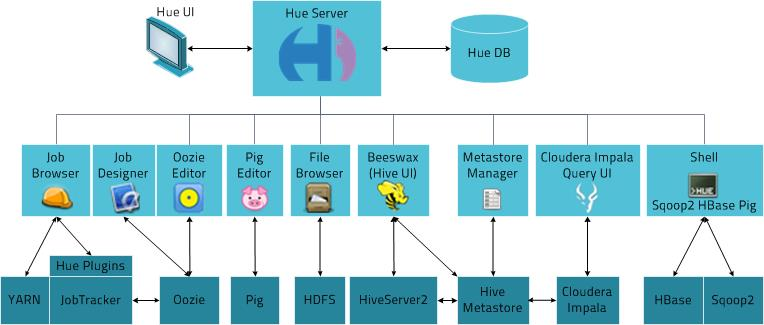 Hue UI
Hue Server
Hue DB
Job
Browser
Job
Designer
Oozie
Editor
Pig
Editor
File
Browser
Beeswax
(Hive UI)
Metastore
Manager
Cloudera Impala
Query UI
Shell
HUE
Sqoop2 HBase Pig
Hue Plugins
YARN
JobTracker
Oozie
Pig
HDFS
HiveServer2
Hive
Metastore
Cloudera
Impala
HBase
Sqoop2